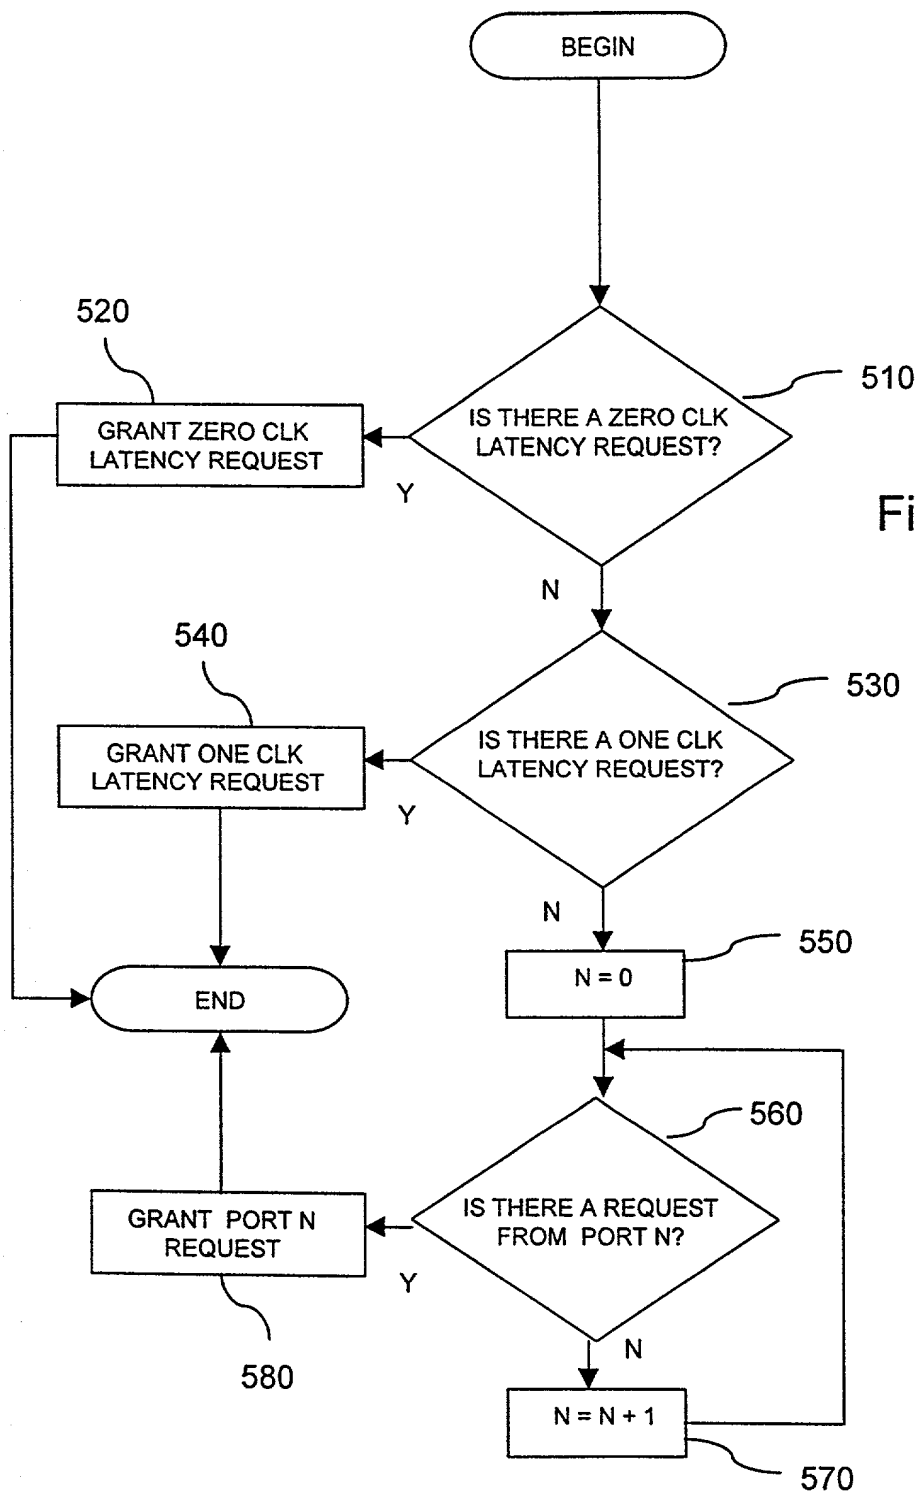 BEGIN
520
510
IS THERE A ZERO CLK
LATENCY REQUEST?
GRANT ZERO CLK
LATENCY REQUEST
Y
Fi
N
540
530
IS THERE A ONE CLK
LATENCY REQUEST?
GRANT ONE CLK
LATENCY REQUEST
Y
N
550
N = 0
END
560
IS THERE A REQUEST
FROM PORT N?
GRANT PORT N
REQUEST
Y
N
580
N = N + 1
570